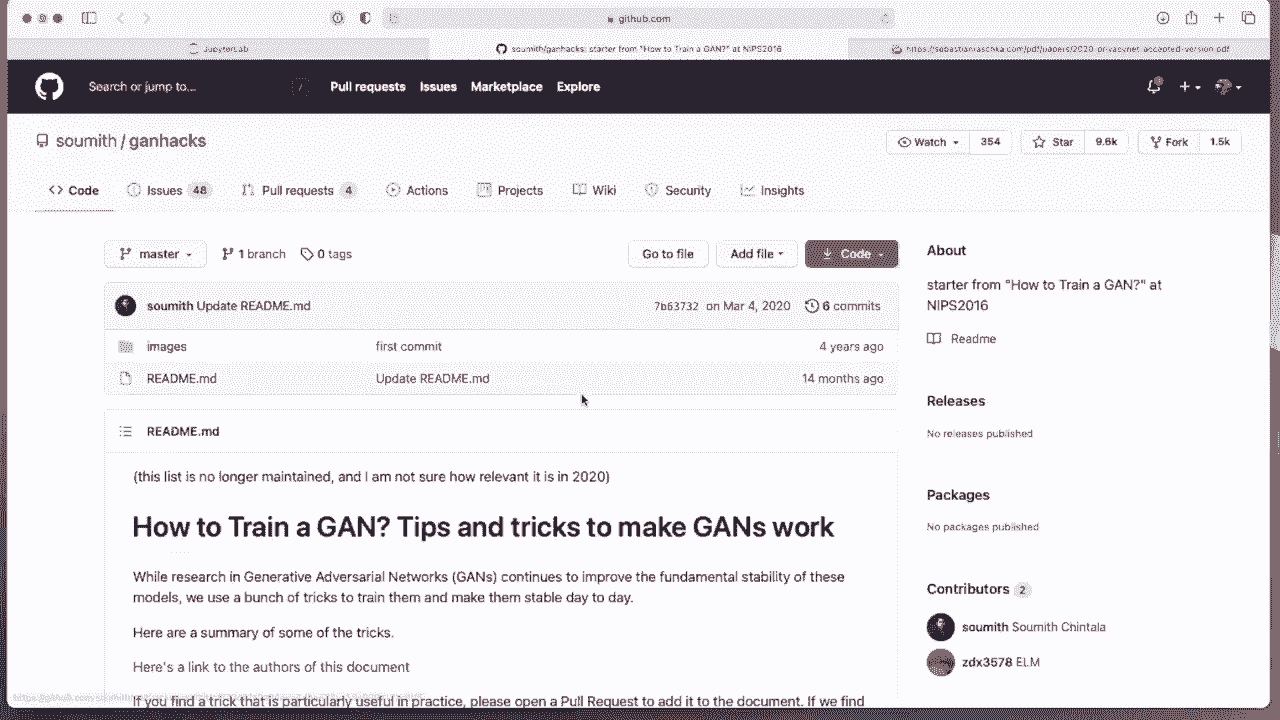 github.com
JupyterLab
soumith/ganhacks: starter from "How to Train a GAN?" at NIPS2016
https://sebastianraschka.com/pdf/papers/2020-privacynet-accepted-version.pdf
Search or jump to...
/
Pull requests Issues Marketplace Explore
soumith / ganhacks
Watch 354 Star 9.6k Fork 1.5k
Code Issues 48 Pull requests 4 Actions Projects Wiki Security Insights
master 1 branch 0 tags
Go to file Add file Code
soumith Update README.md 7b63732 on Mar 4, 2020 6 commits
images first commit 4 years ago
README.md Update README.md 14 months ago
README.md
(this list is no longer maintained, and I am not sure how relevant it is in 2020)
How to Train a GAN? Tips and tricks to make GANs work
While research in Generative Adversarial Networks (GANs) continues to improve the fundamental stability of these
models, we use a bunch of tricks to train them and make them stable day to day.
Here are a summary of some of the tricks.
Here's a link to the authors of this document
If you find a trick that is particularly useful in practice, please open a Pull Request to add it to the document. If we find
About
starter from "How to Train a GAN?" at
NIPS2016
Readme
Releases
No releases published
Packages
No packages published
Contributors 2
soumith Soumith Chintala
zdx3578 ELM